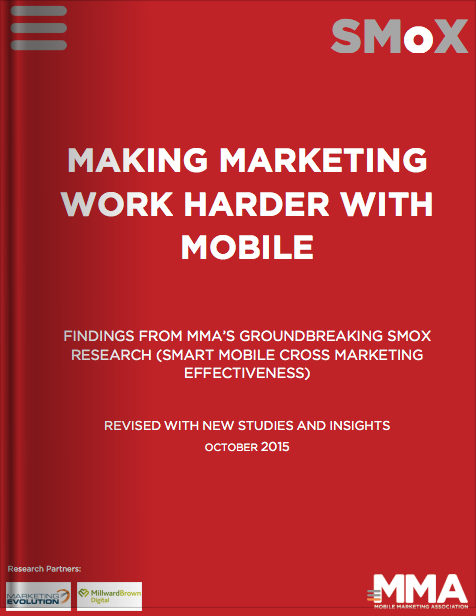 SMoX
MAKING MARKETING
WORK HARDER WITH
MOBILE
FINDINGS FROM MMA'S GROUNDBREAKING SMOX
RESEARCH (SMART MOBILE CROSS MARKETING
EFFECTIVENESS)
REVISED WITH NEW STUDIES AND INSIGHTS
OCTOBER 2015
Research Partners:
MARKETING
EVOLUTION
MillwardBrown
Digital
MMA
MOBILE MARKETING ASSOCIATION